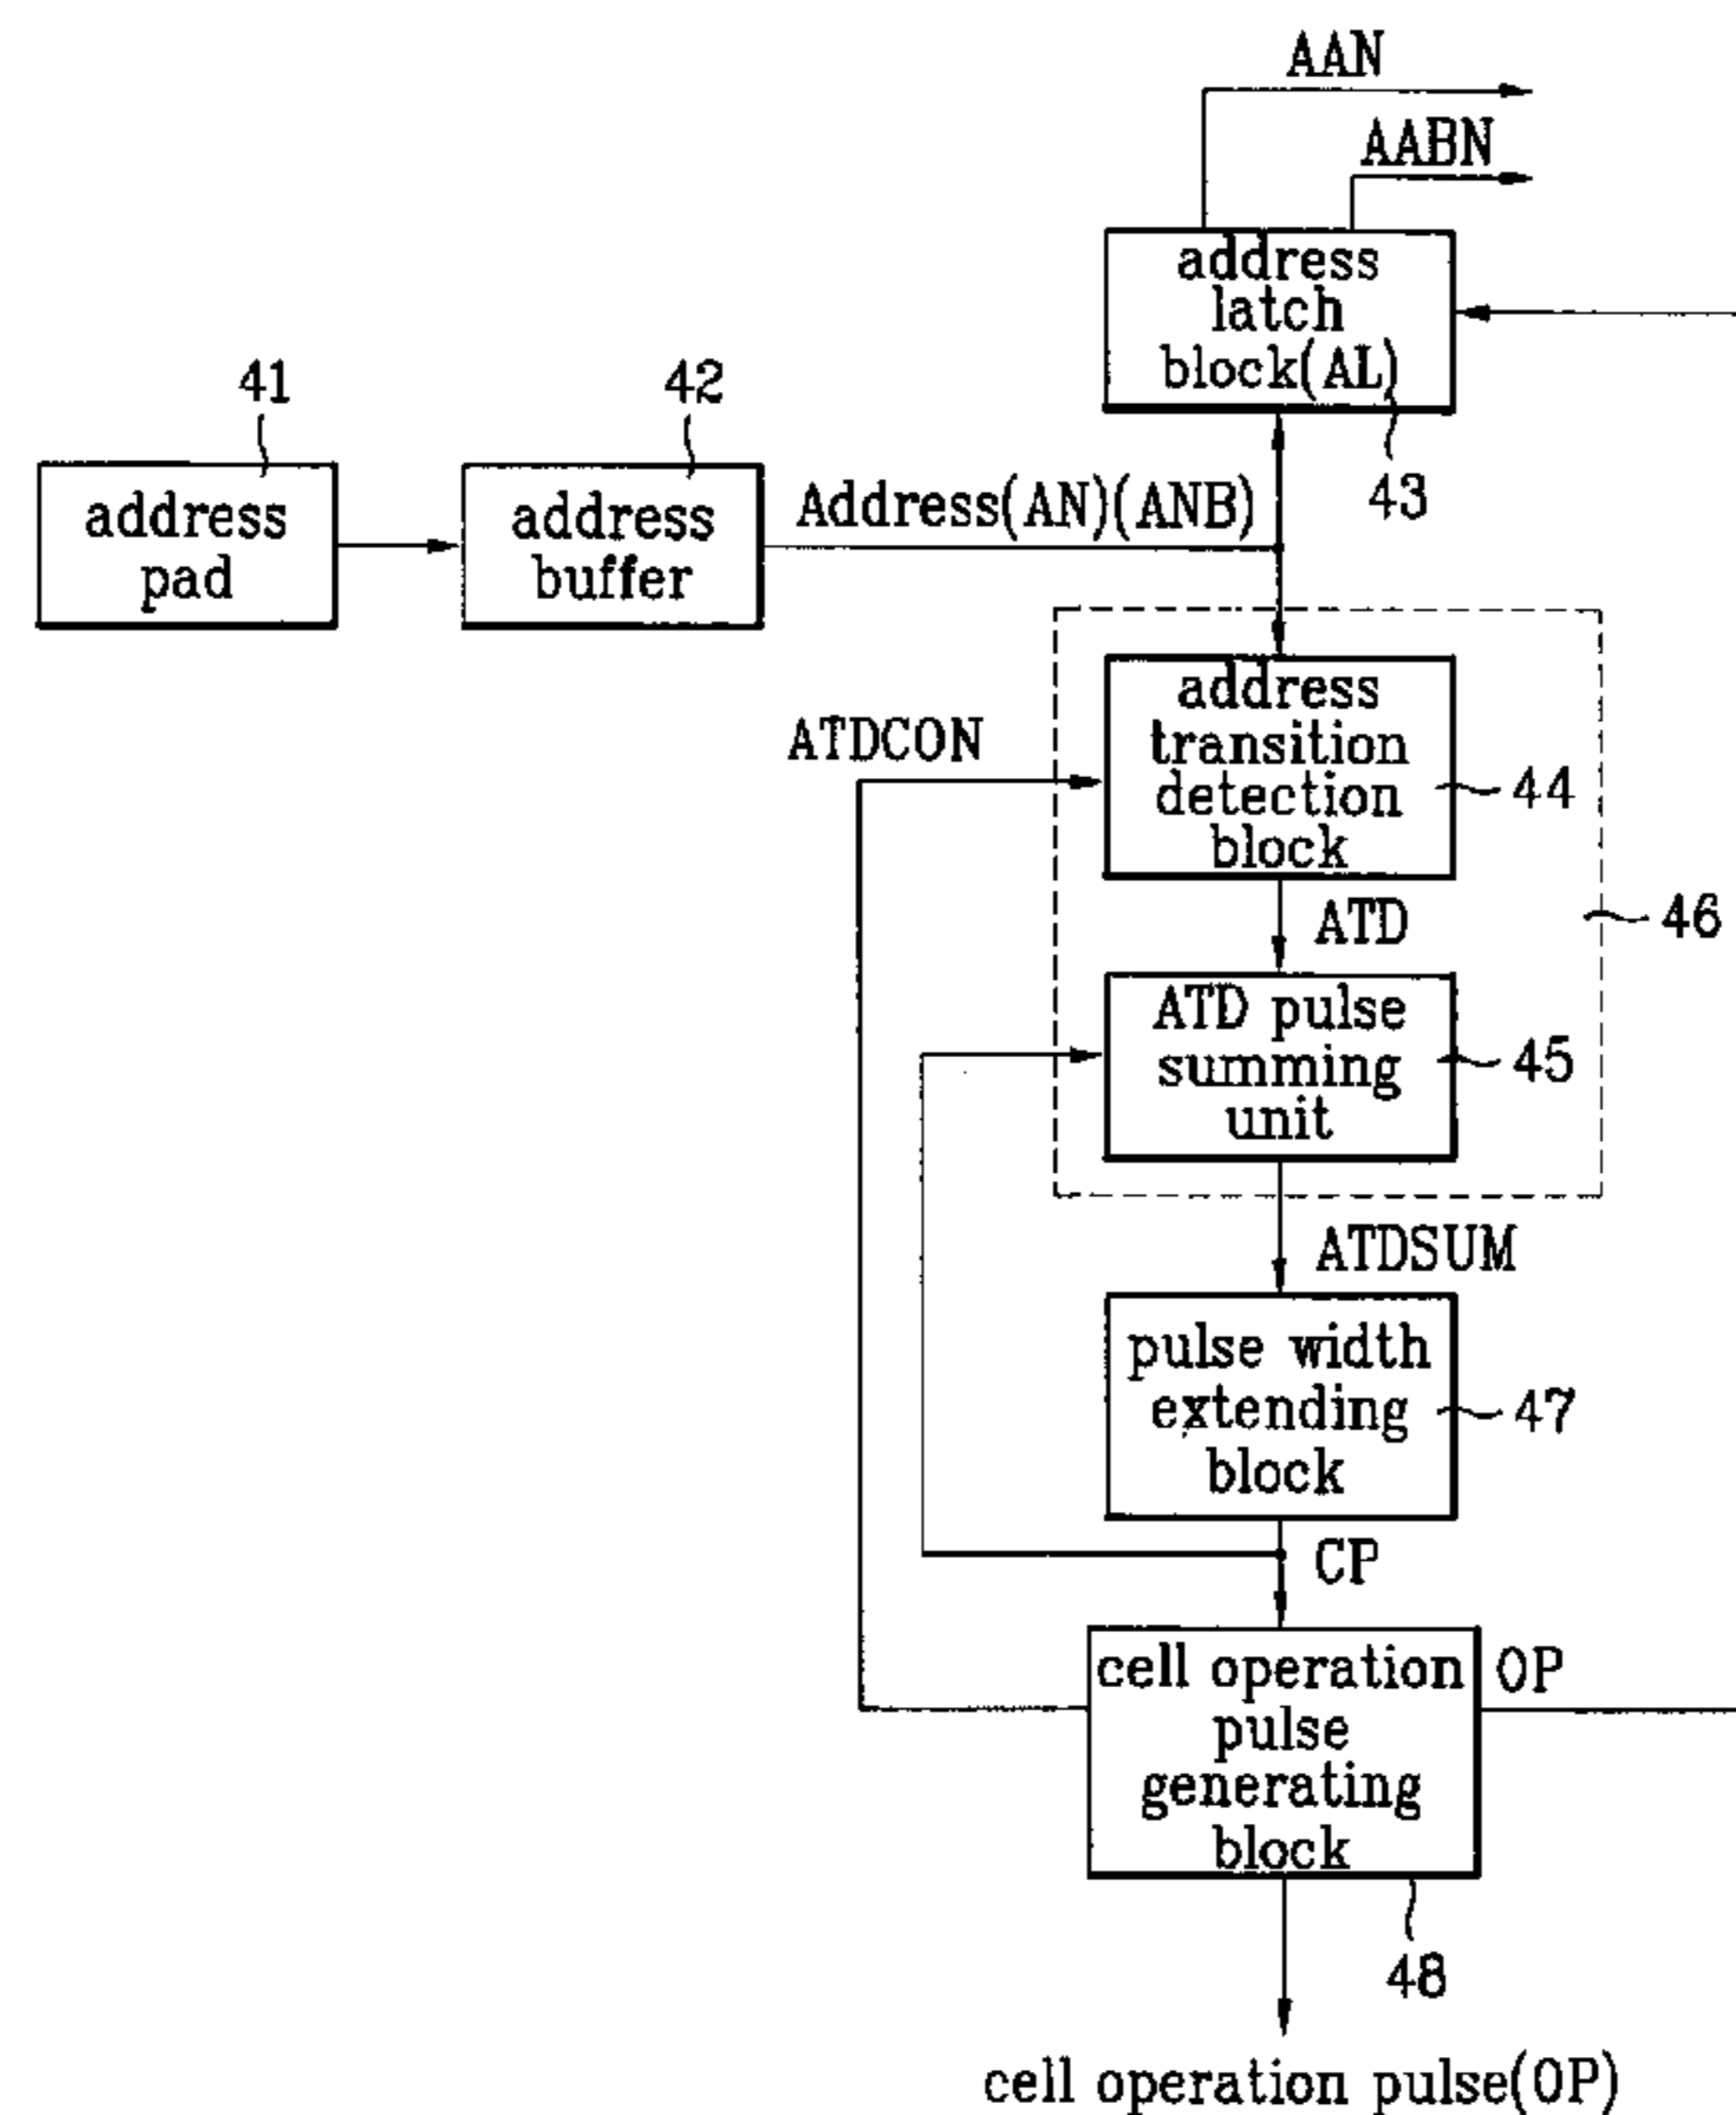 AAN
AABN
address
latch
block(AL)
43
41
42
address
pad
address
buffer
Address(AN)(ANB)
ATDCON
address
transition
detection
block
44
46
ATD
ATD pulse
summing
unit
45
ATDSUM
pulse width
extending
block
47
CP
cell operation
pulse
generating
block
OP
48
cell operation pulse(OP)